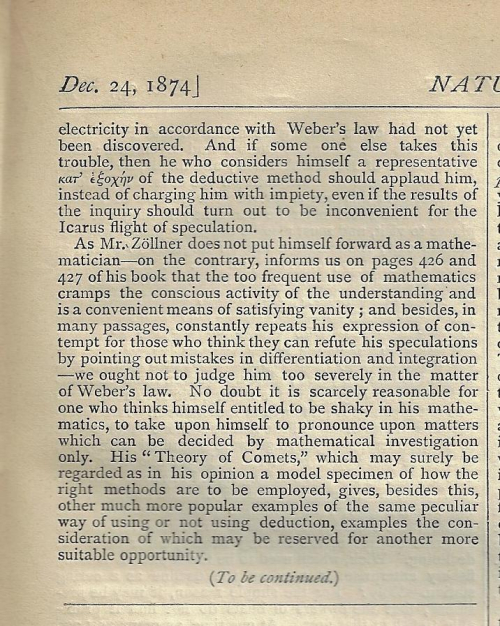 Dec. 24, 1874]
NATU
electricity in accordance with Weber's law had not yet
been discovered. And if some one else takes this
trouble, then he who considers himself a representative
κατ' ἐξοχήν of the deductive method should applaud him,
instead of charging him with impiety, even if the results of
the inquiry should turn out to be inconvenient for the
Icarus flight of speculation.
As Mr. Zöllner does not put himself forward as a mathe-
matician—on the contrary, informs us on pages 426 and
427 of his book that the too frequent use of mathematics
cramps the conscious activity of the understanding and
is a convenient means of satisfying vanity; and besides, in
many passages, constantly repeats his expression of con-
tempt for those who think they can refute his speculations
by pointing out mistakes in differentiation and integration
—we ought not to judge him too severely in the matter
of Weber's law. No doubt it is scarcely reasonable for
one who thinks himself entitled to be shaky in his mathe-
matics, to take upon himself to pronounce upon matters
which can be decided by mathematical investigation
only. His "Theory of Comets," which may surely be
regarded as in his opinion a model specimen of how the
right methods are to be employed, gives, besides this,
other much more popular examples of the same peculiar
way of using or not using deduction, examples the con-
sideration of which may be reserved for another more
suitable opportunity.
(To be continued.)